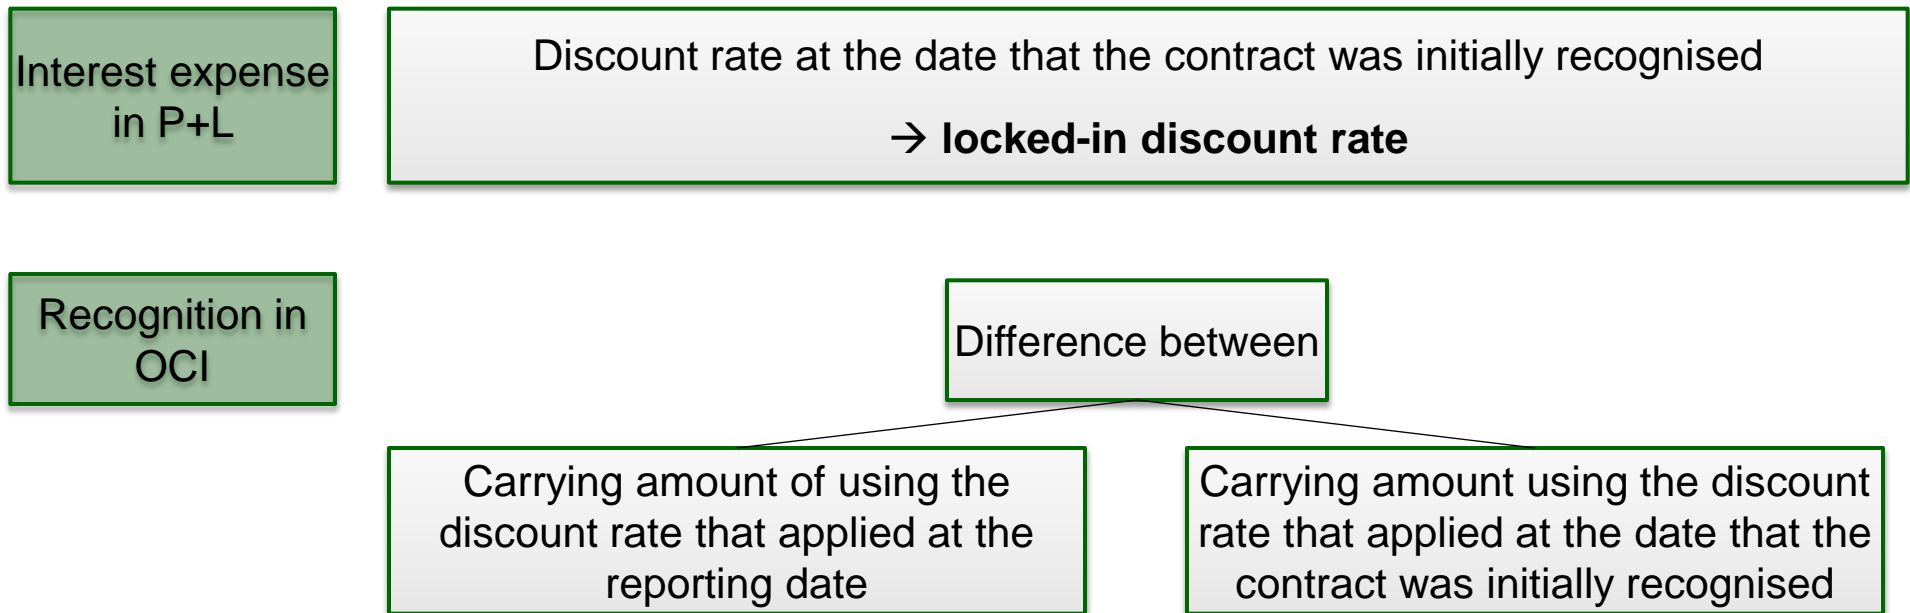 Interest expense
in P+L
Discount rate at the date that the contract was initially recognised
→ locked-in discount rate
Recognition in
OCI
Difference between
Carrying amount of using the
discount rate that applied at the
reporting date
Carrying amount using the discount
rate that applied at the date that the
contract was initially recognised